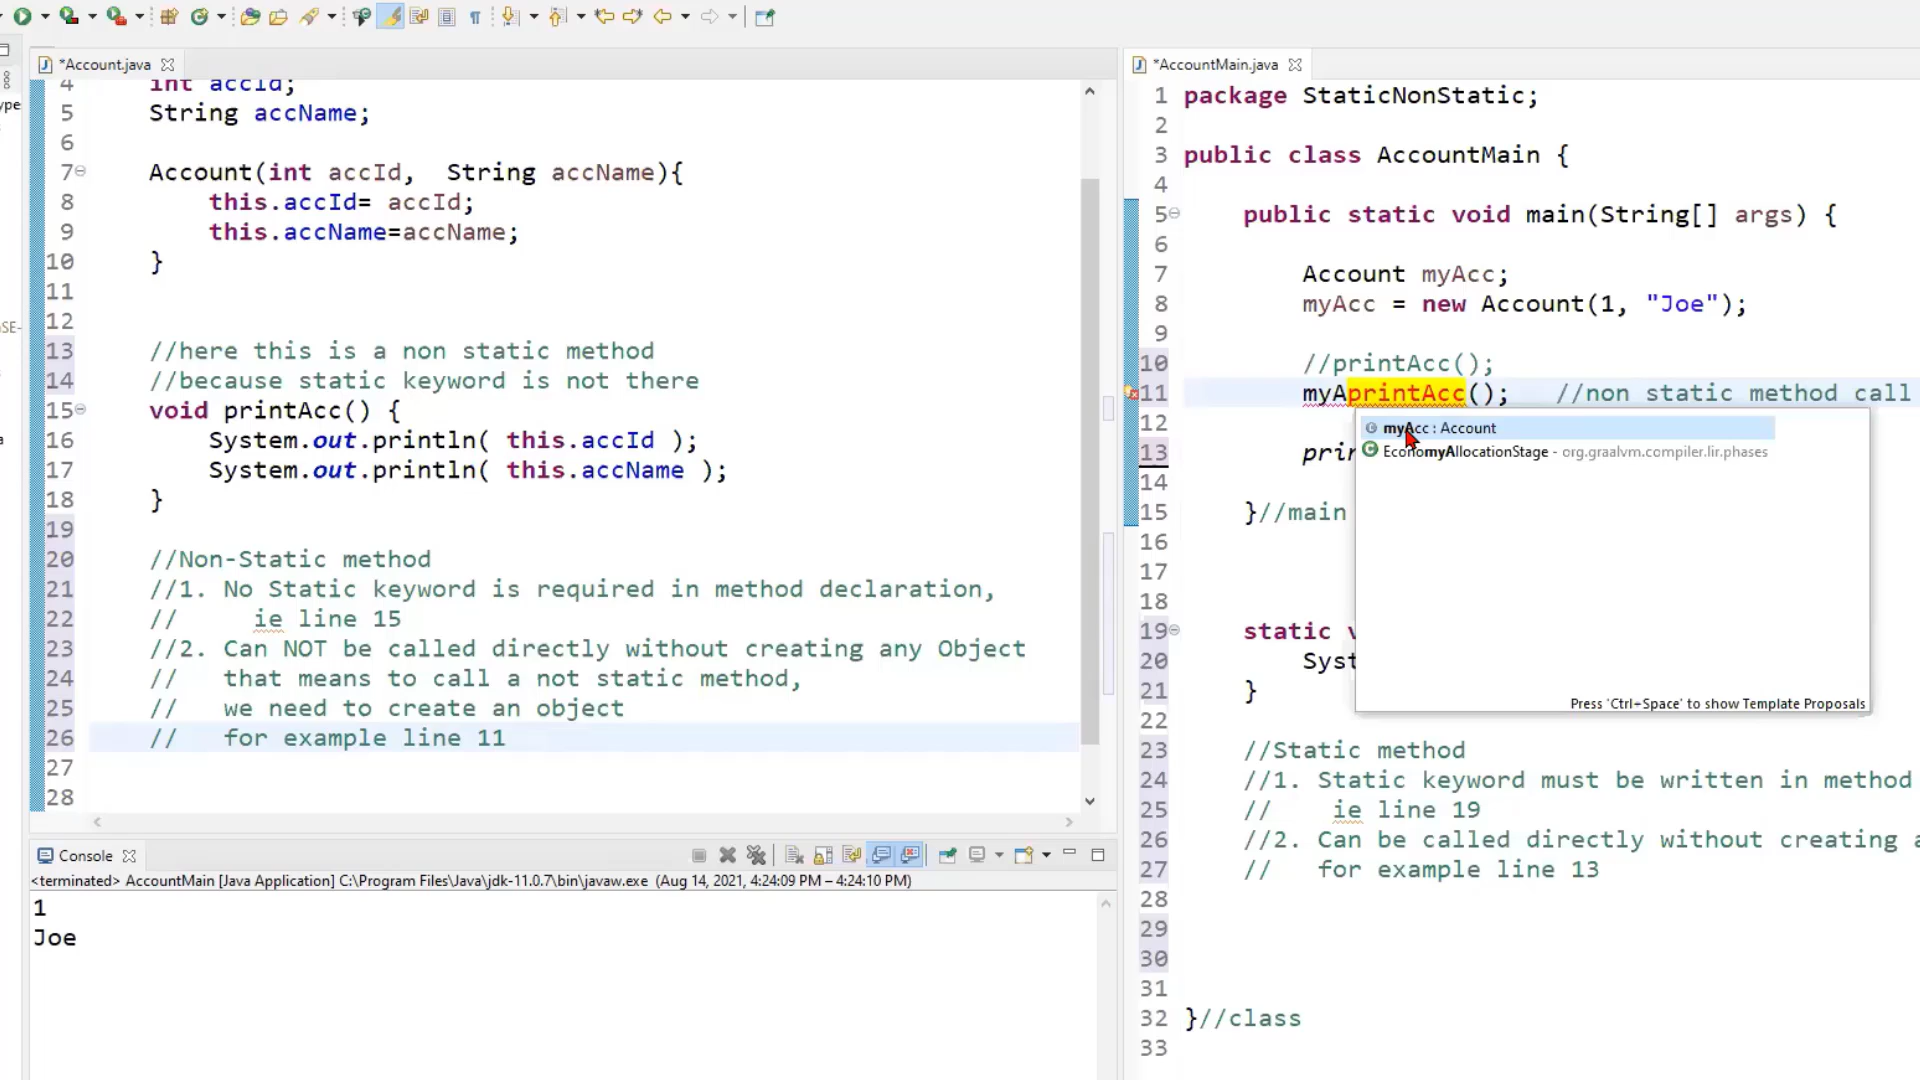 *Account.java
4 int accId;
5 String accName;
6
7 Account(int accId,  String accName){
8 this.accId= accId;
9 this.accName=accName;
10 }
11
12
13 //here this is a non static method
14 //because static keyword is not there
15 void printAcc() {
16 System.out.println( this.accId );
17 System.out.println( this.accName );
18 }
19
20 //Non-Static method
21 //1. No Static keyword is required in method declaration,
22 //     ie line 15
23 //2. Can NOT be called directly without creating any Object
24 //   that means to call a not static method,
25 //   we need to create an object
26 //   for example line 11
27
28
Console
<terminated> AccountMain [Java Application] C:\Program Files\Java\jdk-11.0.7\bin\javaw.exe (Aug 14, 2021, 4:24:09 PM – 4:24:10 PM)
1
Joe
*AccountMain.java
1 package StaticNonStatic;
2
3 public class AccountMain {
4
5 public static void main(String[] args) {
6
7 Account myAcc;
8 myAcc = new Account(1, "Joe");
9
10 //printAcc();
11 myAprintAcc();   //non static method call
12
13 prin
14
15 }//main
16
17
18
19 static v
20 Syst
21 }
22
23 //Static method
24 //1. Static keyword must be written in method
25 //     ie line 19
26 //2. Can be called directly without creating a
27 //   for example line 13
28
29
30
31
32 }//class
33
myAcc : Account
EconomyAllocationStage - org.graalvm.compiler.lir.phases
Press 'Ctrl+Space' to show Template Proposals